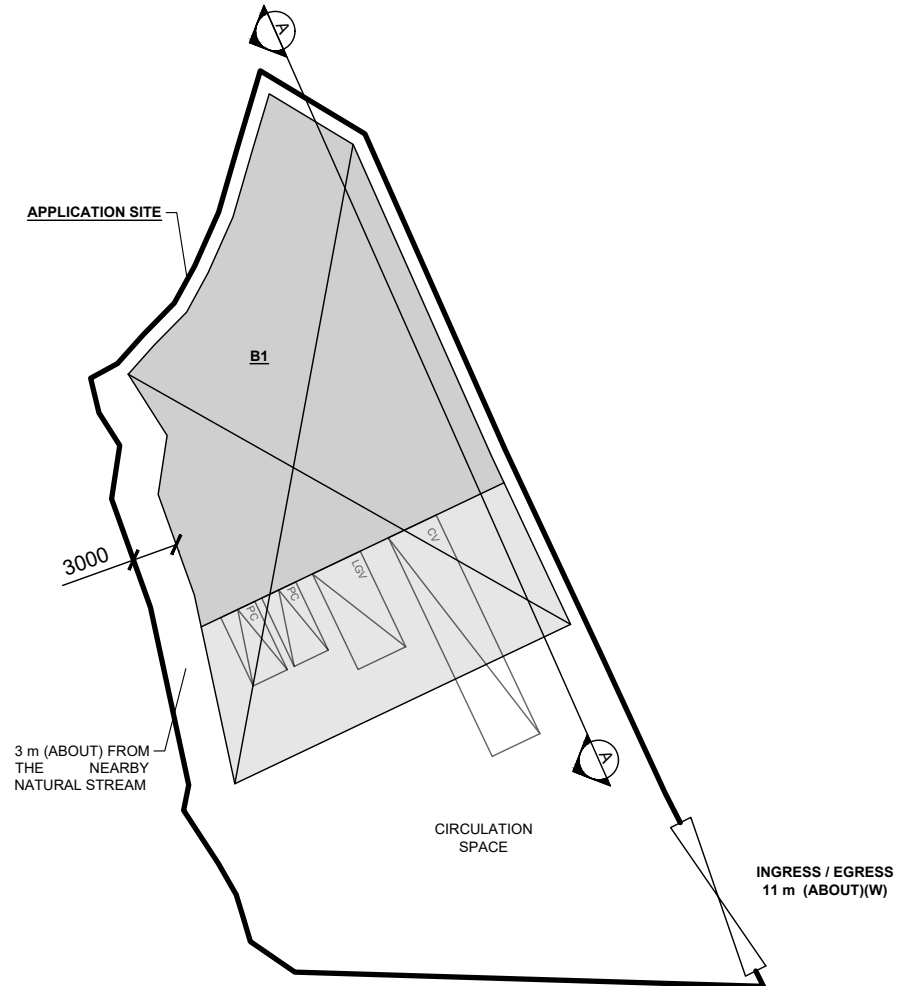 A
APPLICATION SITE
B1
3000
PC
PC
LGV
CV
3 m (ABOUT) FROM
THE NEARBY
NATURAL STREAM
A
CIRCULATION
SPACE
INGRESS / EGRESS
11 m (ABOUT)(W)